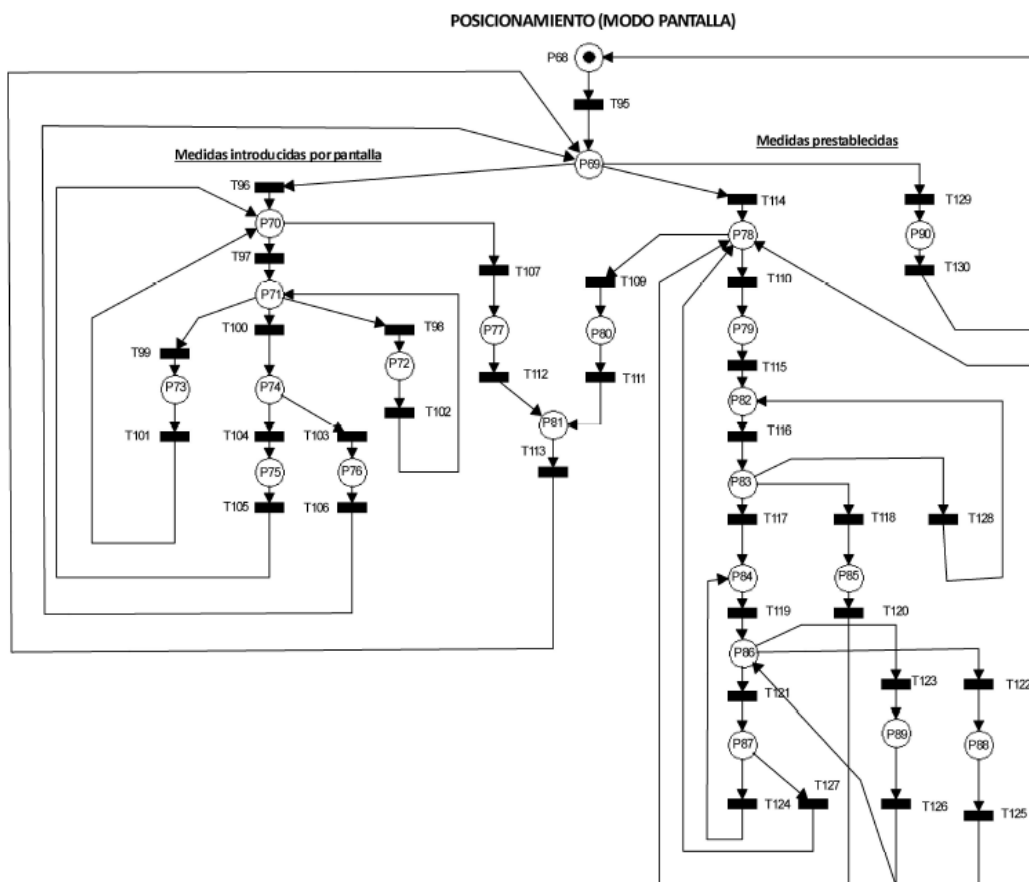 POSICIONAMIENTO (MODO PANTALLA)
P68
T95
Medidas introducidas por pantalla
Medidas prestablecidas
P69
T96
T114
T129
P70
P78
P90
T97
T107
T109
T110
T130
P71
T100
T98
P77
P80
P79
T99
P72
T112
T111
T115
P73
P74
T102
P82
T101
T104
T103
P81
T116
T113
P75
P76
P83
T105
T106
T117
T118
T128
P84
P85
T119
T120
P86
T121
T123
T122
P87
P89
P88
T127
T124
T126
T125